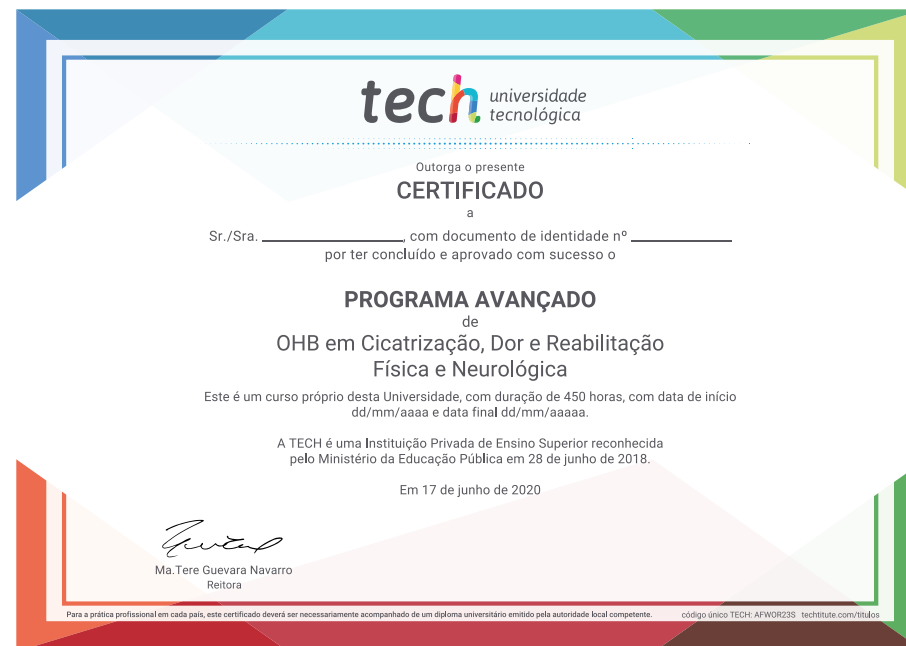 tech universidade
tecnológica
Outorga o presente
CERTIFICADO
a
Sr./Sra. ____________________, com documento de identidade nº ______________
por ter concluído e aprovado com sucesso o
PROGRAMA AVANÇADO
de
OHB em Cicatrização, Dor e Reabilitação
Física e Neurológica
Este é um curso próprio desta Universidade, com duração de 450 horas, com data de início
dd/mm/aaaa e data final dd/mm/aaaaa.
A TECH é uma Instituição Privada de Ensino Superior reconhecida
pelo Ministério da Educação Pública em 28 de junho de 2018.
Em 17 de junho de 2020
Ma.Tere Guevara Navarro
Reitora
Para a prática profissional em cada país, este certificado deverá ser necessariamente acompanhado de um diploma universitário emitido pela autoridade local competente. código único TECH: AFWOR23S techtitute.com/titulos